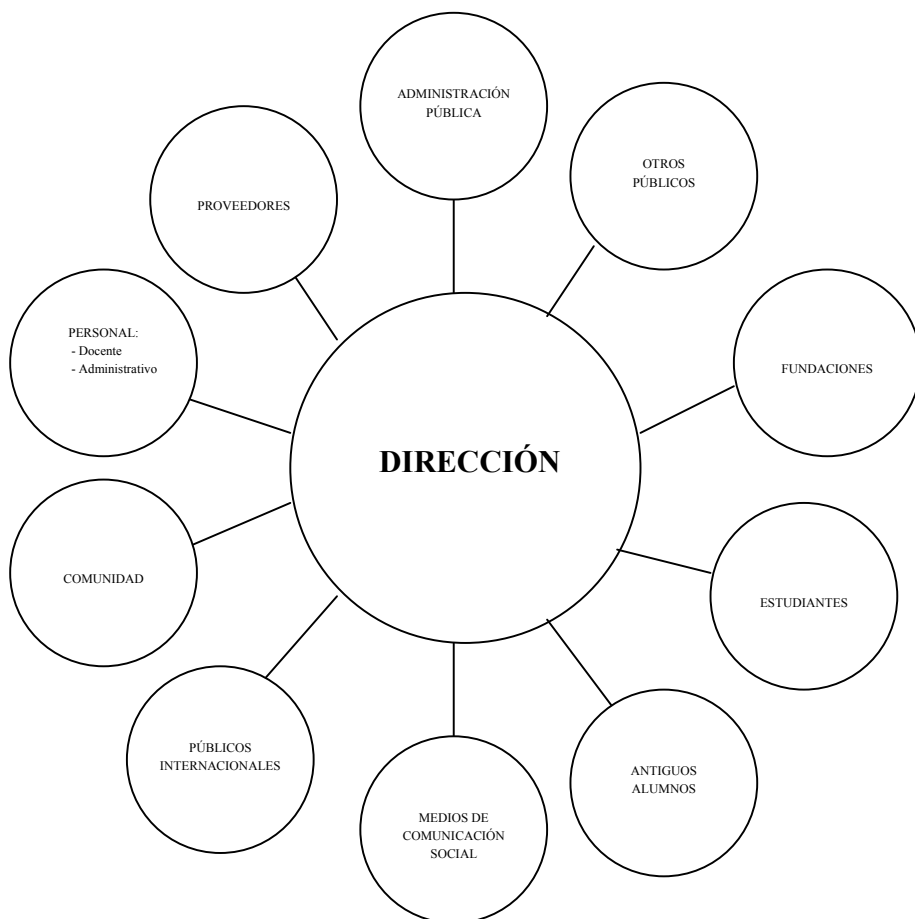 ADMINISTRACIÓN
PÚBLICA
OTROS
PÚBLICOS
PROVEEDORES
PERSONAL:
- Docente
- Administrativo
FUNDACIONES
DIRECCIÓN
COMUNIDAD
ESTUDIANTES
PÚBLICOS
INTERNACIONALES
ANTIGUOS
ALUMNOS
MEDIOS DE
COMUNICACIÓN
SOCIAL